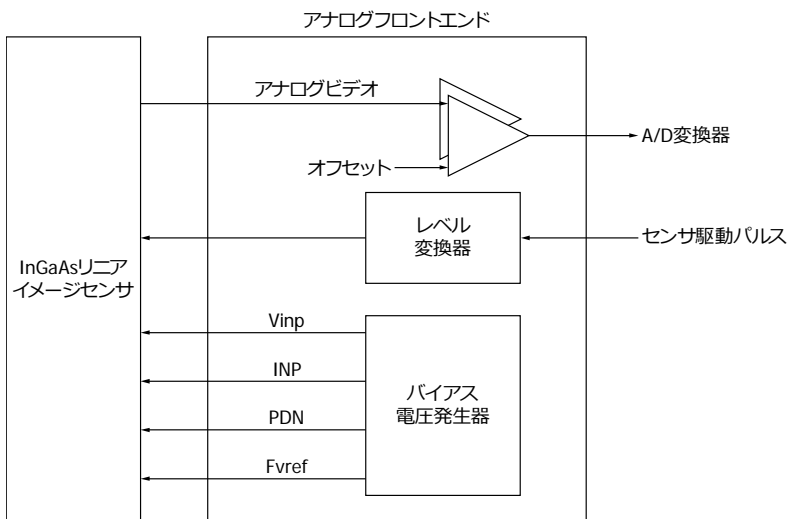 アナログフロントエンド
アナログビデオ
A/D変換器
オフセット
レベル
変換器
センサ駆動パルス
InGaAsリニア
イメージセンサ
Vinp
INP
バイアス
電圧発生器
PDN
Fvref